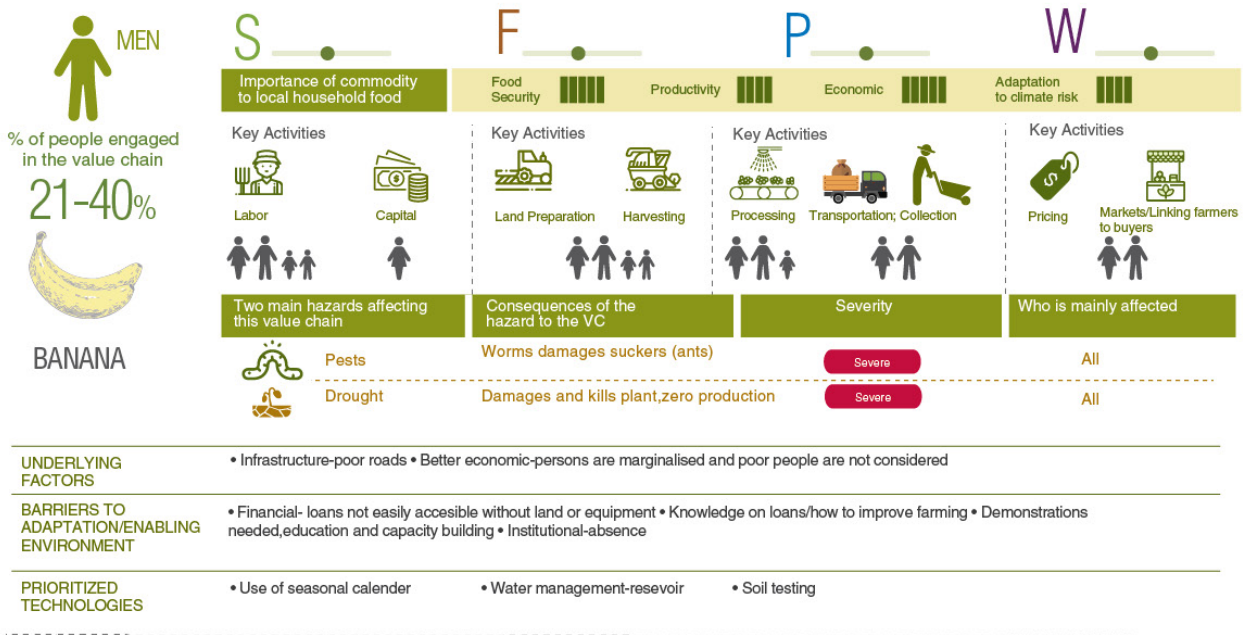 MEN
% of people engaged
in the value chain
21-40%
BANANA
S
F
P
W
Importance of commodity
to local household food
Food
Security
Productivity
Economic
Adaptation
to climate risk
Key Activities
Labor
Capital
Key Activities
Land Preparation
Harvesting
Key Activities
Processing
Transportation; Collection
Key Activities
$
Pricing
Markets/Linking farmers
to buyers
Two main hazards affecting
this value chain
Consequences of the
hazard to the VC
Severity
Who is mainly affected
Pests
Worms damages suckers (ants)
Severe
All
Drought
Damages and kills plant,zero production
Severe
All
UNDERLYING
FACTORS
• Infrastructure-poor roads • Better economic-persons are marginalised and poor people are not considered
BARRIERS TO
ADAPTATION/ENABLING
ENVIRONMENT
• Financial- loans not easily accesible without land or equipment • Knowledge on loans/how to improve farming • Demonstrations
needed,education and capacity building • Institutional-absence
PRIORITIZED
TECHNOLOGIES
• Use of seasonal calender
• Water management-resevoir
• Soil testing